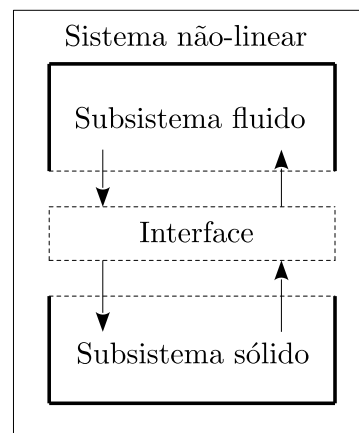 Sistema não-linear
Subsistema fluido
Interface
Subsistema sólido